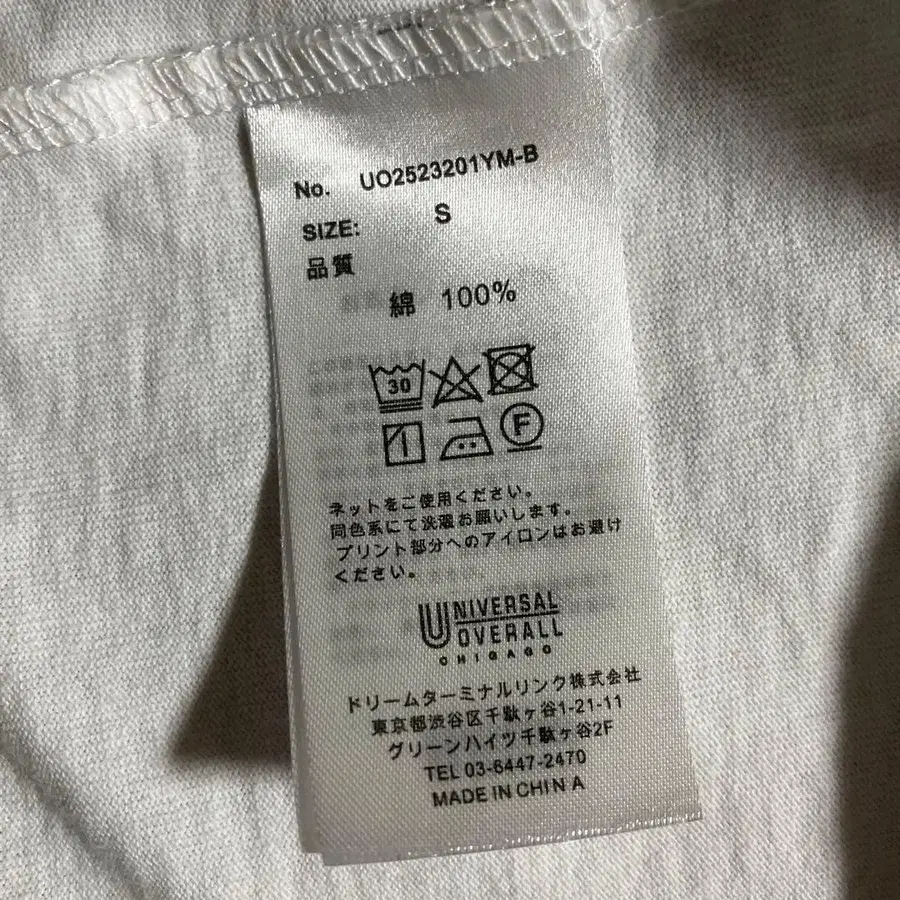 No. UO2523201YM-B
SIZE: S
品質
綿 100%
30
F
ネットをご使用ください。
同色系にて洗濯お願いします。
プリント部分へのアイロンはお避け
ください。
UNIVERSAL
OVERALL
CHICAGO
ドリームターミナルリンク株式会社
東京都渋谷区千駄ヶ谷1-21-11
グリーンハイツ千駄ヶ谷2F
TEL 03-6447-2470
MADE IN CHINA